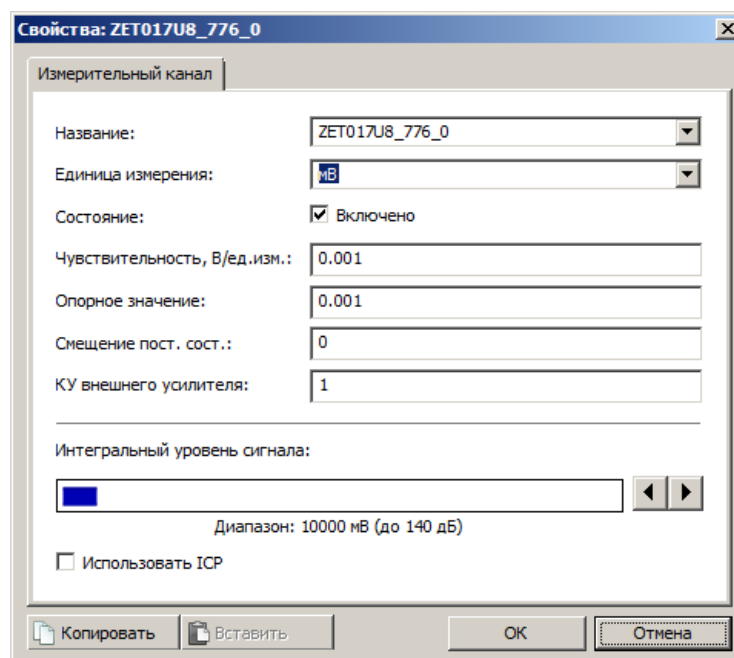 Свойства: ZET017U8_776_0
Измерительный канал
Название: ZET017U8_776_0
Единица измерения: мВ
Состояние: Включено
Чувствительность, В/ед.изм.: 0.001
Опорное значение: 0.001
Смещение пост. сост.: 0
КУ внешнего усилителя: 1
Интегральный уровень сигнала:
Диапазон: 10000 мВ (до 140 дБ)
Использовать ICP
Копировать Вставить OK Отмена